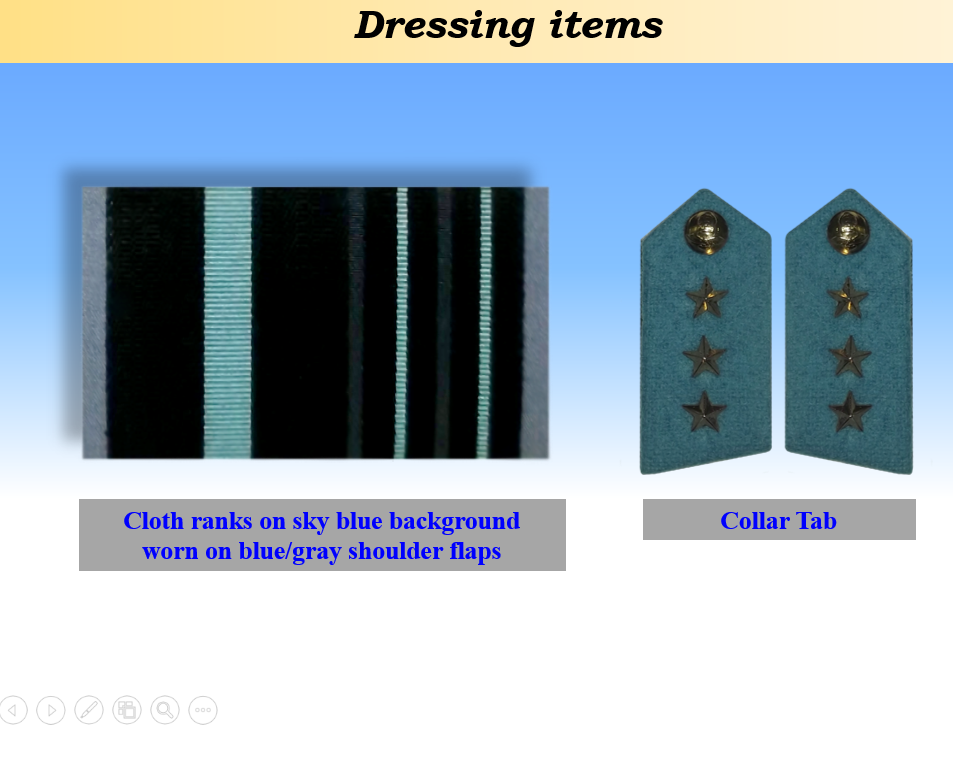 Dressing items
Cloth ranks on sky blue background
worn on blue/gray shoulder flaps
Collar Tab